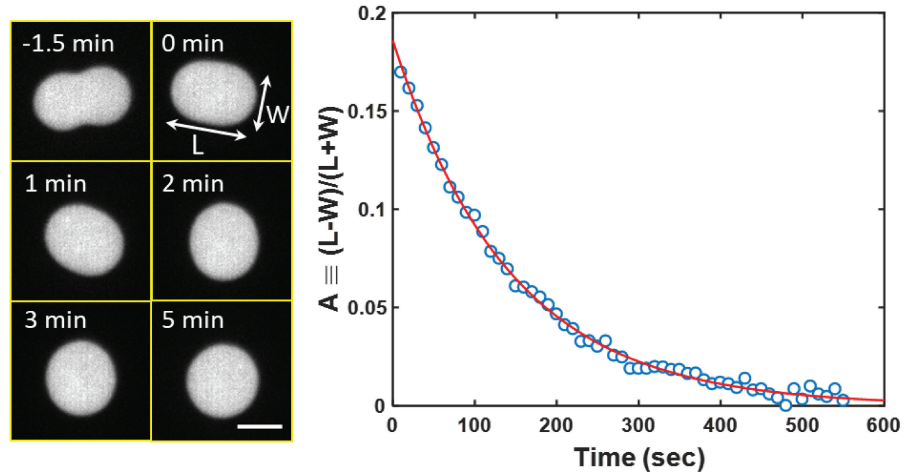 -1.5 min
0 min
W
L
1 min
2 min
3 min
5 min
A ≡ (L-W)/(L+W)
0.2
0.15
0.1
0.05
0
0 100 200 300 400 500 600
Time (sec)